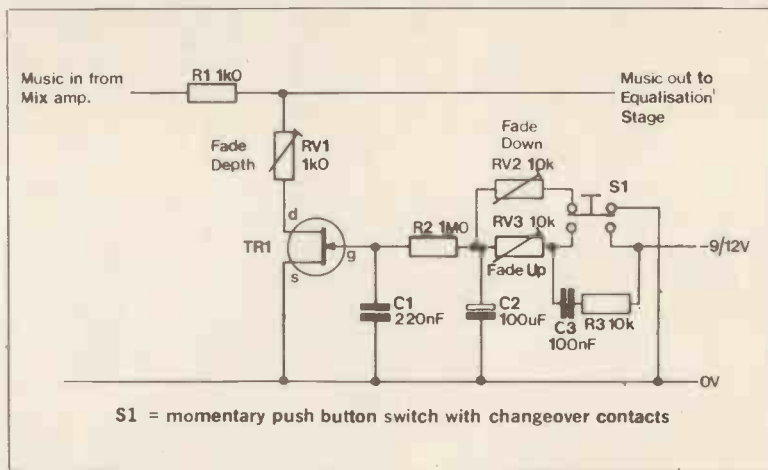 Music in from
Mix amp.
R1 1k0
Music out to
Equalisation
Stage
Fade
Depth
RV1
1k0
Fade
Down
RV2 10k
S1
RV3 10k
Fade Up
R2 1M0
-9/12V
d
TR1
g
s
C1
220nF
C2
100uF
C3
100nF
R3 10k
0V
S1 = momentary push button switch with changeover contacts